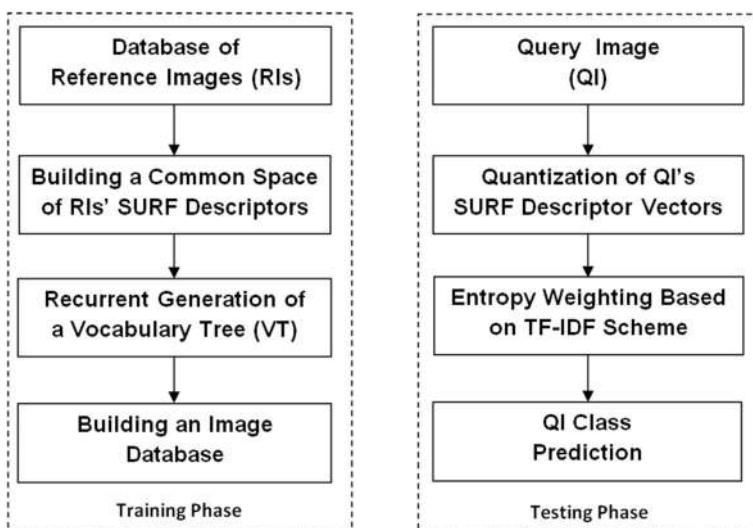 Database of
Reference Images (RIs)
Building a Common Space
of RIs' SURF Descriptors
Recurrent Generation of
a Vocabulary Tree (VT)
Building an Image
Database
Training Phase
Query Image
(QI)
Quantization of QI's
SURF Descriptor Vectors
Entropy Weighting Based
on TF-IDF Scheme
QI Class
Prediction
Testing Phase